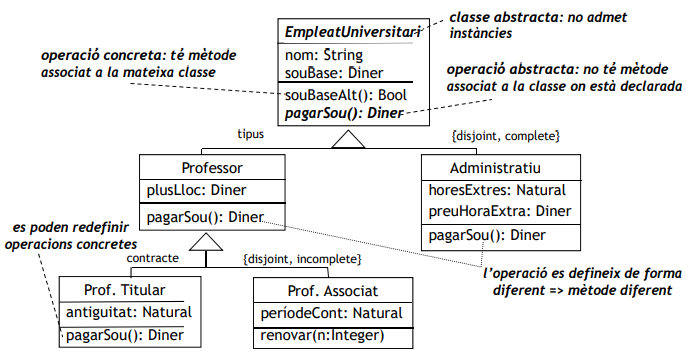 classe abstracta: no admet
instàncies
EmpleatUniversitari
nom: String
souBase: Diner
souBaseAlt(): Bool
pagarSou(): Diner
operació concreta: té mètode
associat a la mateixa classe
operació abstracta: no té mètode
associat a la classe on està declarada
tipus
{disjoint, complete}
Professor
plusLloc: Diner
pagarSou(): Diner
Administratiu
horesExtres: Natural
preuHoraExtra: Diner
pagarSou(): Diner
es poden redefinir
operacions concretes
contracte
{disjoint, incomplete}
l'operació es defineix de forma
diferent => mètode diferent
Prof. Titular
antiguitat: Natural
pagarSou(): Diner
Prof. Associat
períodeCont: Natural
renovar(n:Integer)